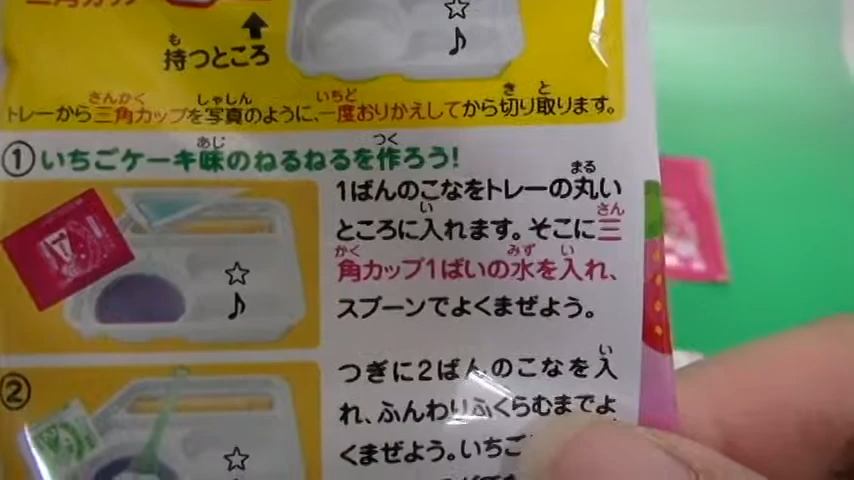 持つところ
トレーから三角カップを写真のように、一度おりかえしてから切り取ります。
①いちごケーキ味のねるねるを作ろう!
1ばんのこなをトレーの丸い
ところに入れます。そこに三
角カップ1ぱいの水を入れ、
スプーンでよくまぜよう。
☆
♪
1
②
つぎに2ばんのこなを入
れ、ふんわりふくらむまでよ
くまぜよう。いちご
☆